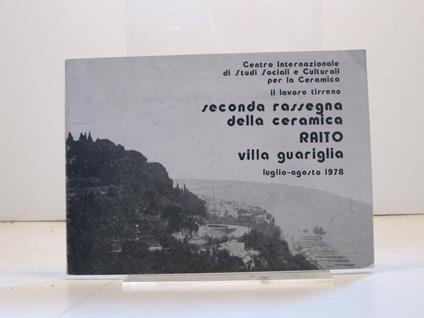 Centro Internazionale
di Studi Sociali e Culturali
per la Ceramica
il lavoro tirreno
seconda rassegna
della ceramica
RAITO
villa guariglia
luglio-agosto 1978